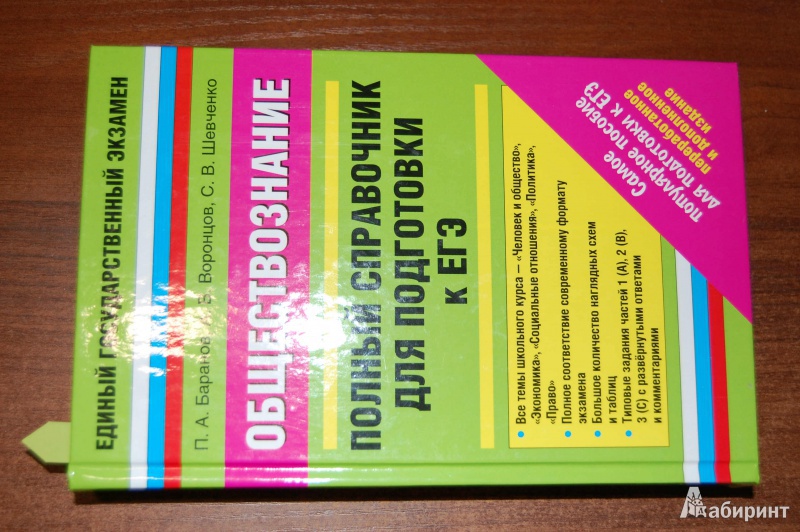 ЕДИНЫЙ ГОСУДАРСТВЕННЫЙ ЭКЗАМЕН
П. А. Баранов, А. В. Воронцов, С. В. Шевченко
ОБЩЕСТВОЗНАНИЕ
ПОЛНЫЙ СПРАВОЧНИК
ДЛЯ ПОДГОТОВКИ
К ЕГЭ
• Все темы школьного курса — «Человек и общество»,
«Экономика», «Социальные отношения», «Политика»,
«Право»
• Полное соответствие современному формату
экзамена
• Большое количество наглядных схем
и таблиц
• Типовые задания частей 1 (А), 2 (В),
3 (С) с развёрнутыми ответами
и комментариями
Самое
популярное пособие
для подготовки к ЕГЭ
переработанное
и дополненное
издание
Лабиринт